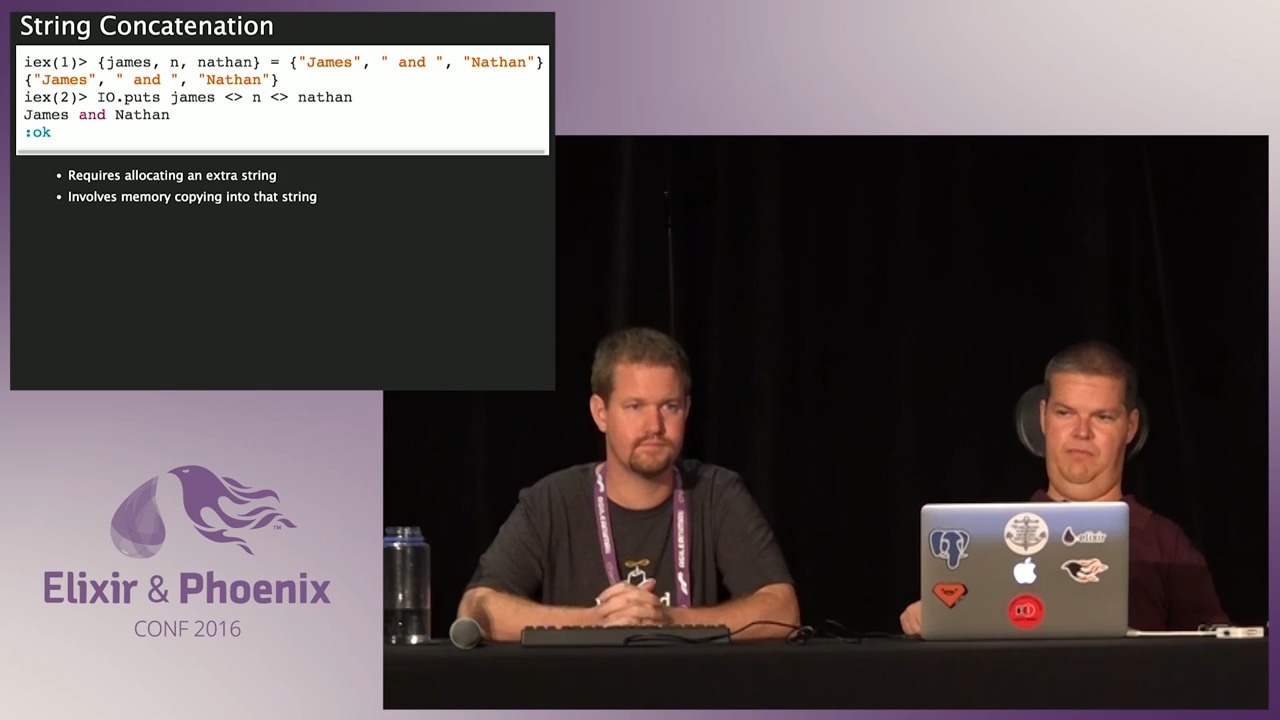 String Concatenation
iex(1)> {james, n, nathan} = {"James", " and ", "Nathan"}
{"James", " and ", "Nathan"}
iex(2)> IO.puts james <> n <> nathan
James and Nathan
:ok
• Requires allocating an extra string
• Involves memory copying into that string
TM
Elixir & Phoenix
CONF 2016
elixir